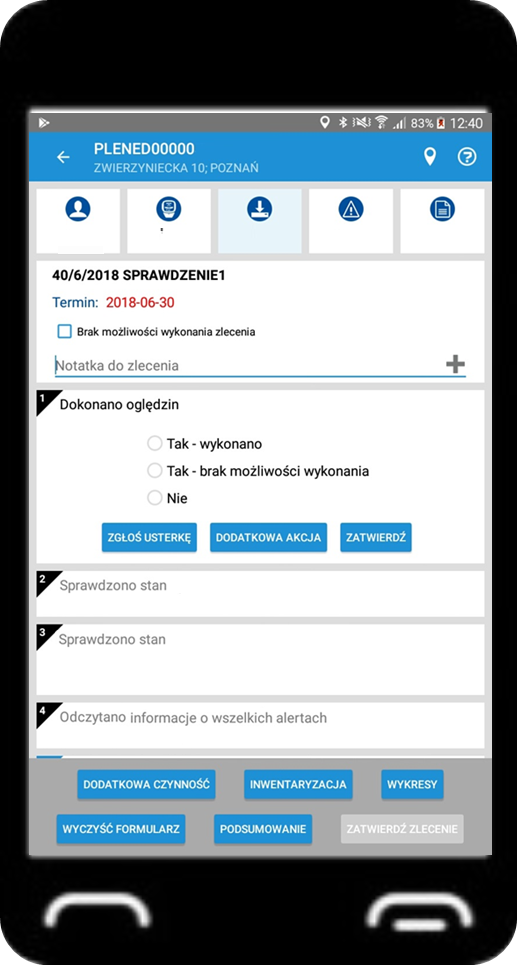 83% 12:40
PLENED00000
ZWIERZYNIECKA 10; POZNAŃ
40/6/2018 SPRAWDZENIE1
Termin: 2018-06-30
Brak możliwości wykonania zlecenia
Notatka do zlecenia
1
Dokonano oględzin
Tak - wykonano
Tak - brak możliwości wykonania
Nie
ZGŁOŚ USTERKĘ DODATKOWA AKCJA ZATWIERDŹ
2
Sprawdzono stan
3
Sprawdzono stan
4
Odczytano informacje o wszelkich alertach
DODATKOWA CZYNNOŚĆ INWENTARYZACJA WYKRESY
WYCZYŚĆ FORMULARZ PODSUMOWANIE ZATWIERDŹ ZLECENIE